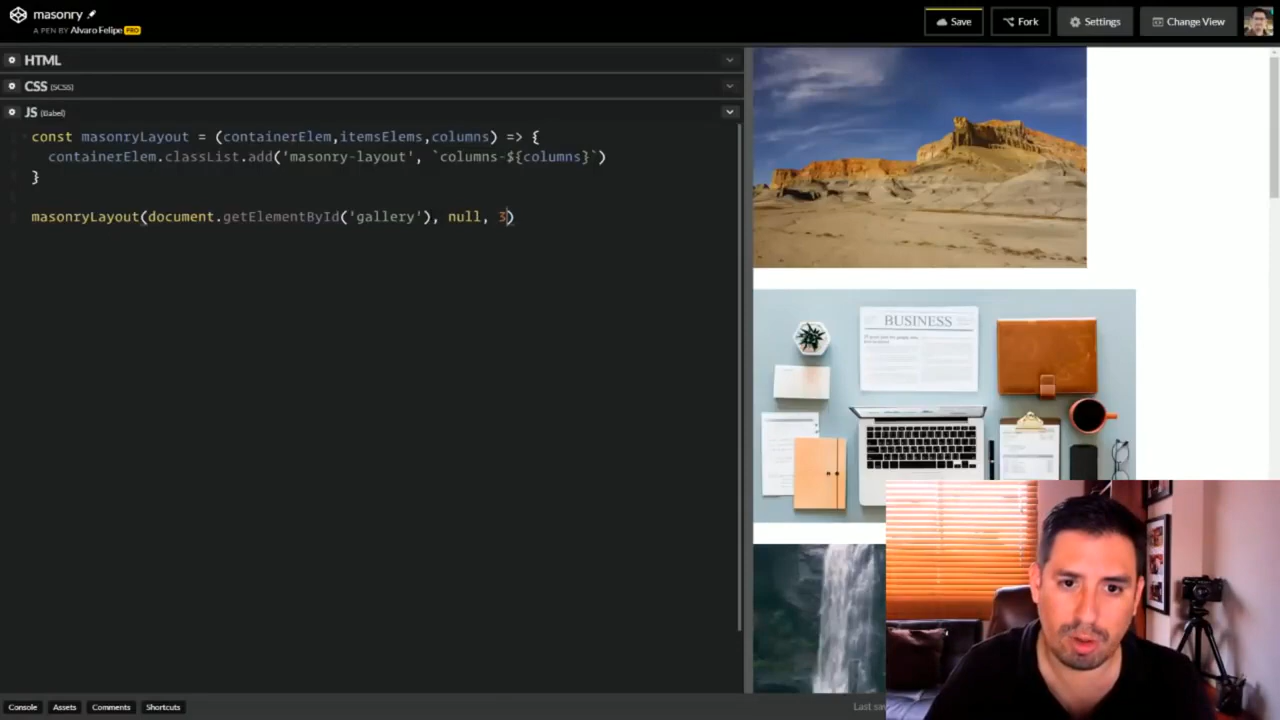 masonry
A PEN BY Alvaro Felipe PRO
Save
Fork
Settings
Change View
HTML
CSS (SCSS)
JS (Babel)
const masonryLayout = (containerElem,itemsElems,columns) => {
containerElem.classList.add('masonry-layout', `columns-${columns}`)
}
masonryLayout(document.getElementById('gallery'), null, 3)
BUSINESS
Console
Assets
Comments
Shortcuts
Last sav